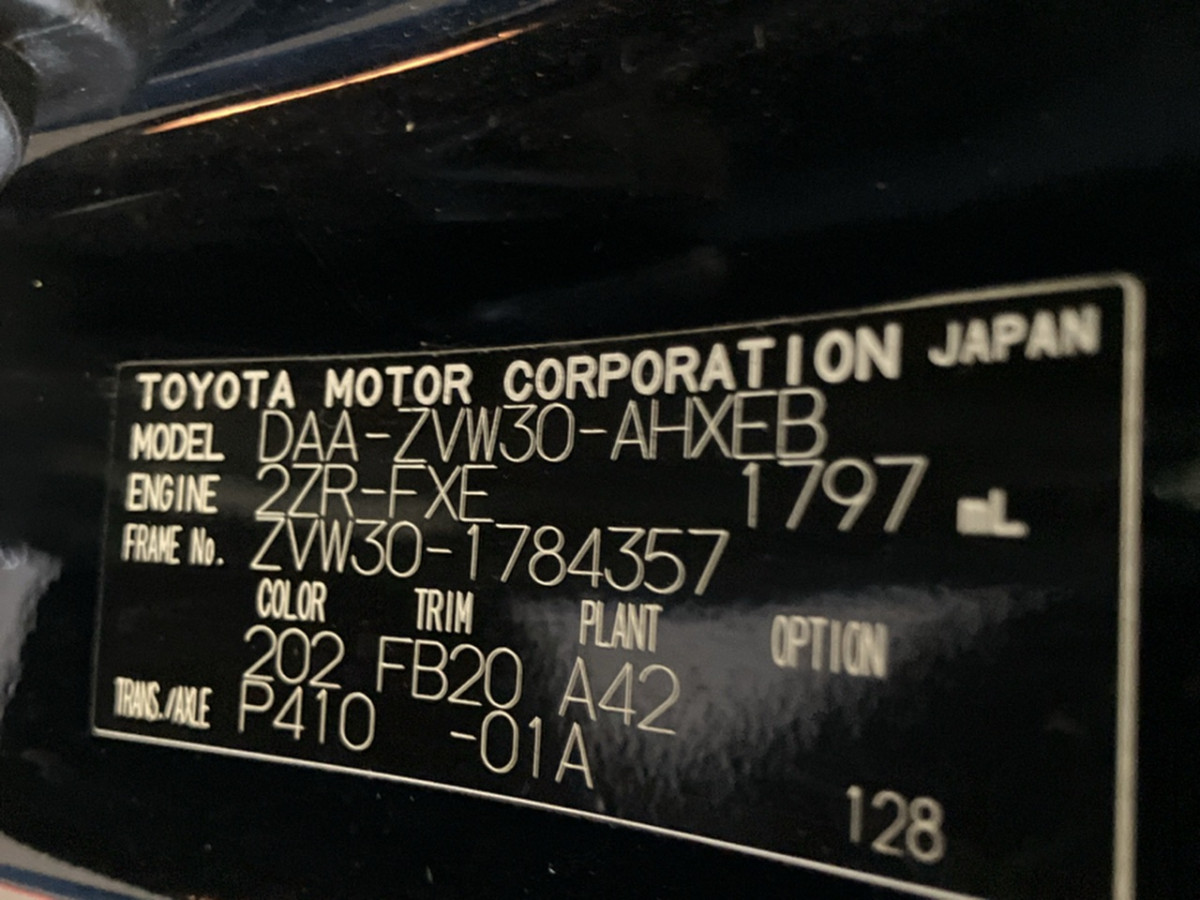 TOYOTA MOTOR CORPORATION JAPAN
MODEL DAA-ZVW30-AHXEB
ENGINE 2ZR-FXE 1797 mL
FRAME No. ZVW30-1784357
COLOR TRIM PLANT OPTION
202 FB20 A42
TRANS./AXLE P410 -01A
128